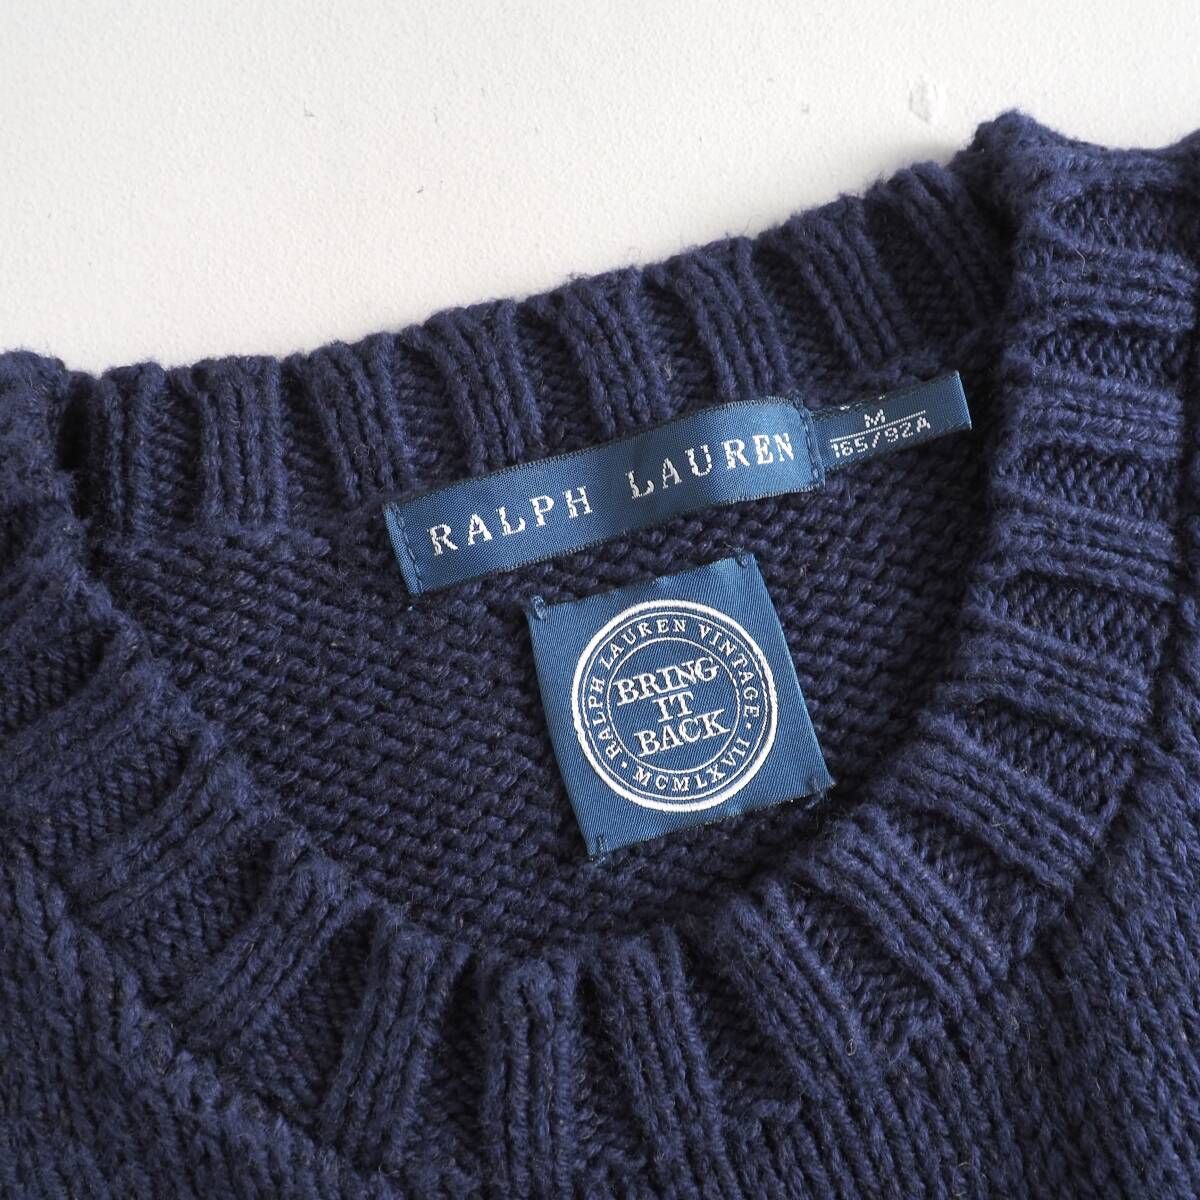 RALPH LAUREN
M
165/92A
RALPH LAUREN VINTAGE
BRING
IT
BACK
• MCMLXVII •